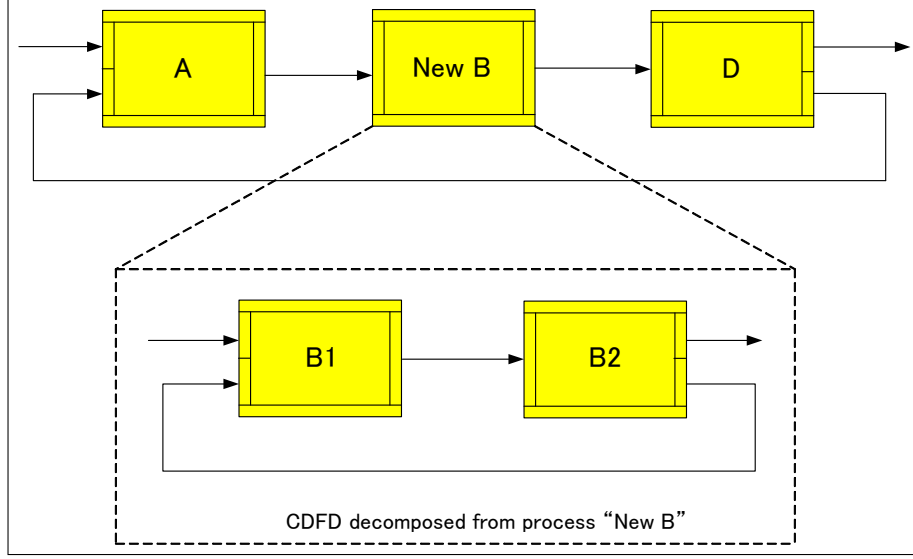 A
New B
D
B1
B2
CDFD decomposed from process “New B”